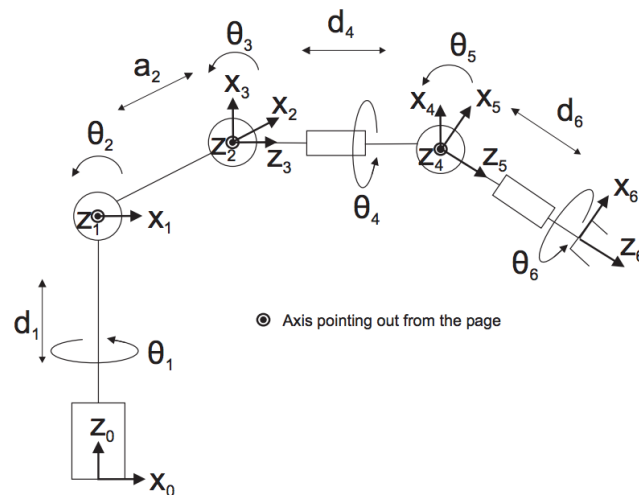 θ₃
d₄
θ₅
a₂
x₃
x₂
x₄
x₅
d₆
θ₂
z₂
z₃
z₄
z₅
x₆
z₁
x₁
θ₄
θ₆
z₆
d₁
Axis pointing out from the page
θ₁
z₀
x₀